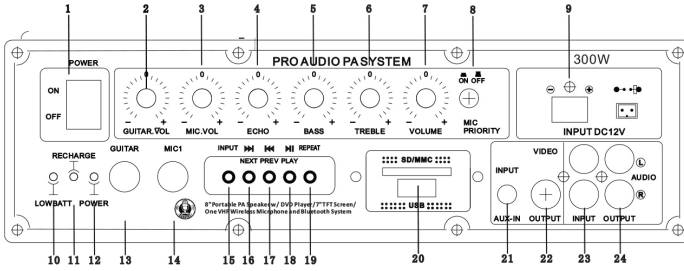 1 2 3 4 5 6 7 8 9
POWER
ON
OFF
PRO AUDIO PA SYSTEM
0 0 0 0 0 0
- + - + - + - + - + - +
GUITAR.VOL MIC.VOL ECHO BASS TREBLE VOLUME
ON OFF
MIC
PRIORITY
300W
INPUT DC12V
RECHARGE
LOWBATT POWER
GUITAR MIC1
INPUT REPEAT
NEXT PREV PLAY
8" Portable PA Speakers w/ DVD Player/ 7" TFT Screen/
One VHF Wireless Micphone and Bluetooth System
SD/MMC
USB
VIDEO
INPUT
AUX-IN OUTPUT
L
AUDIO
R
INPUT OUTPUT
10 11 12 13 14 15 16 17 18 19 20 21 22 23 24